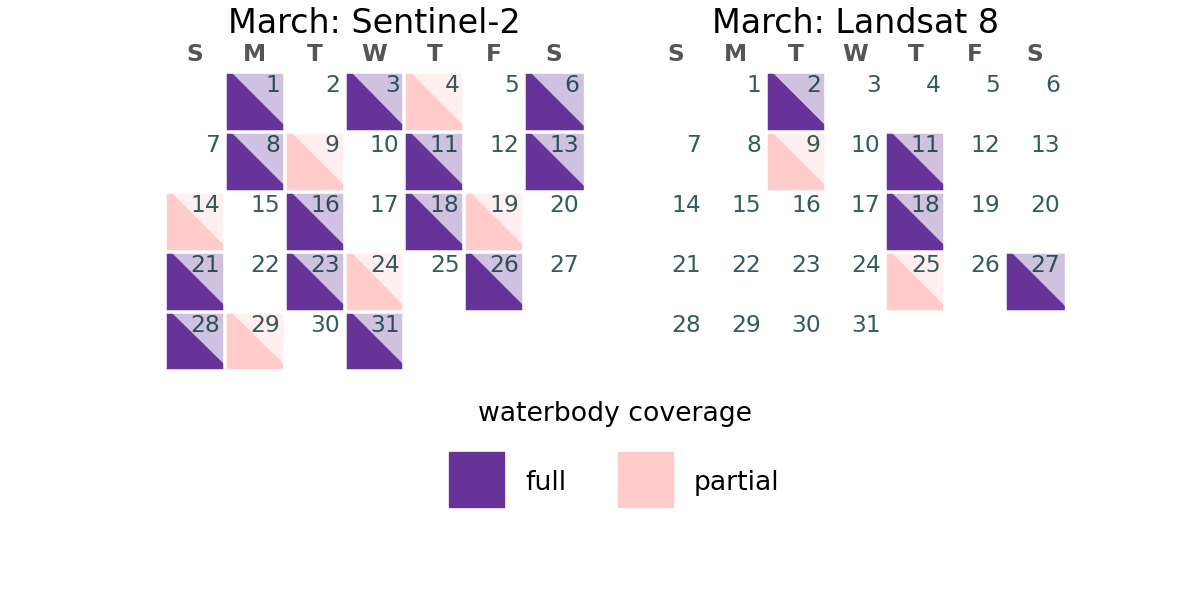 March: Sentinel-2
S M T W T F S
1 2 3 4 5 6
7 8 9 10 11 12 13
14 15 16 17 18 19 20
21 22 23 24 25 26 27
28 29 30 31
March: Landsat 8
S M T W T F S
1 2 3 4 5 6
7 8 9 10 11 12 13
14 15 16 17 18 19 20
21 22 23 24 25 26 27
28 29 30 31
waterbody coverage
full
partial